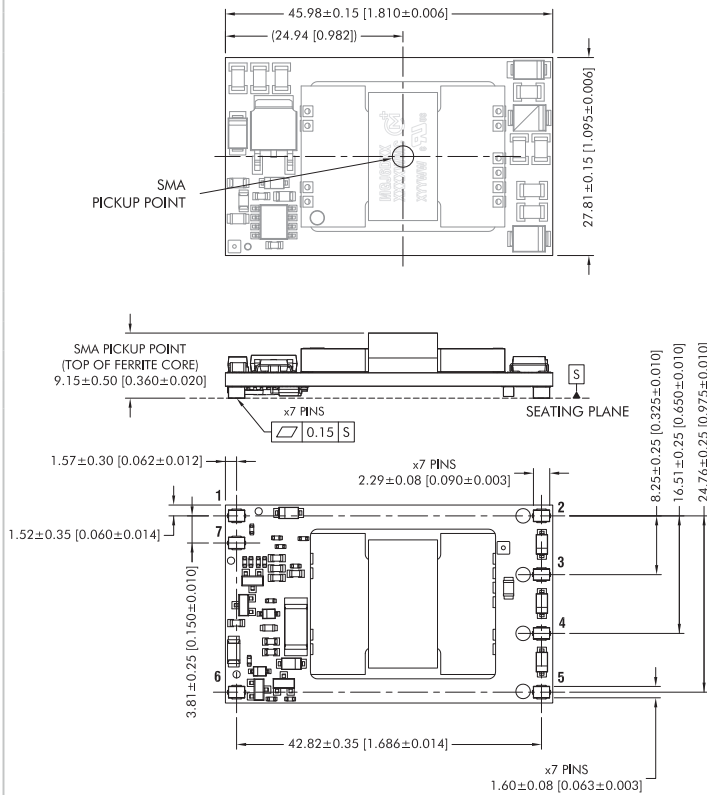 45.98±0.15 [1.810±0.006]
(24.94 [0.982])
27.81±0.15 [1.095±0.006]
SMA
PICKUP POINT
SMA PICKUP POINT
(TOP OF FERRITE CORE)
9.15±0.50 [0.360±0.020]
S
SEATING PLANE
x7 PINS
0.15 S
1.57±0.30 [0.062±0.012]
x7 PINS
2.29±0.08 [0.090±0.003]
8.25±0.25 [0.325±0.010]
16.51±0.25 [0.650±0.010]
24.76±0.25 [0.975±0.010]
1
2
1.52±0.35 [0.060±0.014]
7
3
4
3.81±0.25 [0.150±0.010]
6
5
42.82±0.35 [1.686±0.014]
x7 PINS
1.60±0.08 [0.063±0.003]